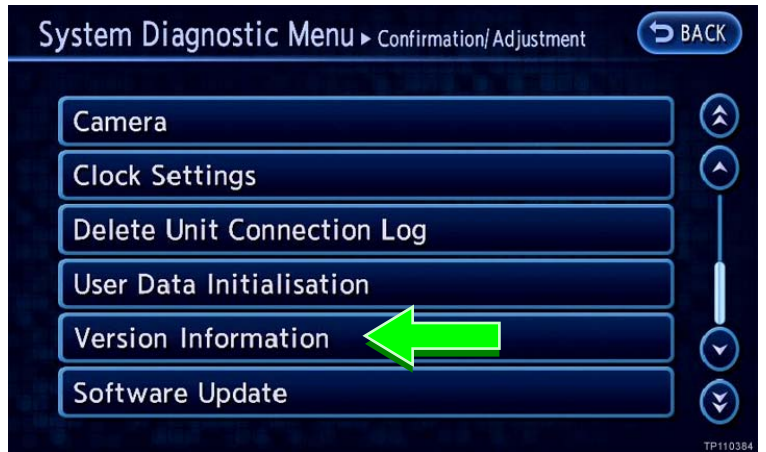 System Diagnostic Menu ▸ Confirmation/Adjustment
BACK
Camera
Clock Settings
Delete Unit Connection Log
User Data Initialisation
Version Information
Software Update
TP110384